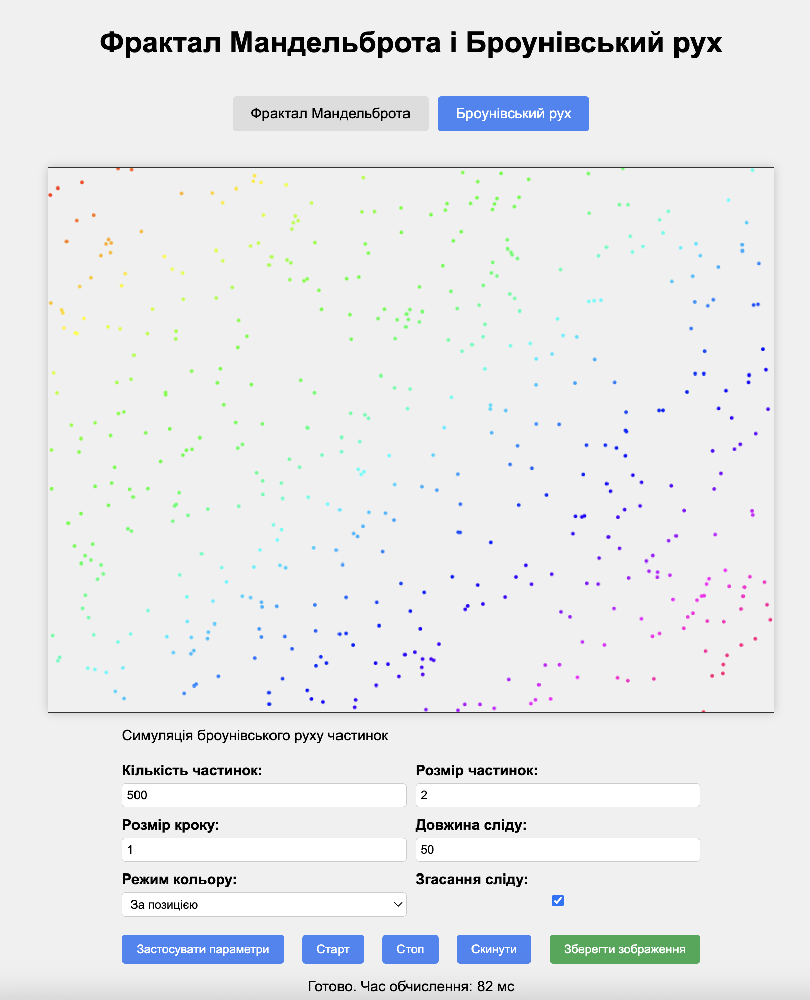 Фрактал Мандельброта і Броунівський рух
Фрактал Мандельброта
Броунівський рух
Симуляція броунівського руху частинок
Кількість частинок:
Розмір частинок:
500
2
Розмір кроку:
Довжина сліду:
1
50
Режим кольору:
Згасання сліду:
За позицією
Застосувати параметри
Старт
Стоп
Скинути
Зберегти зображення
Готово. Час обчислення: 82 мс